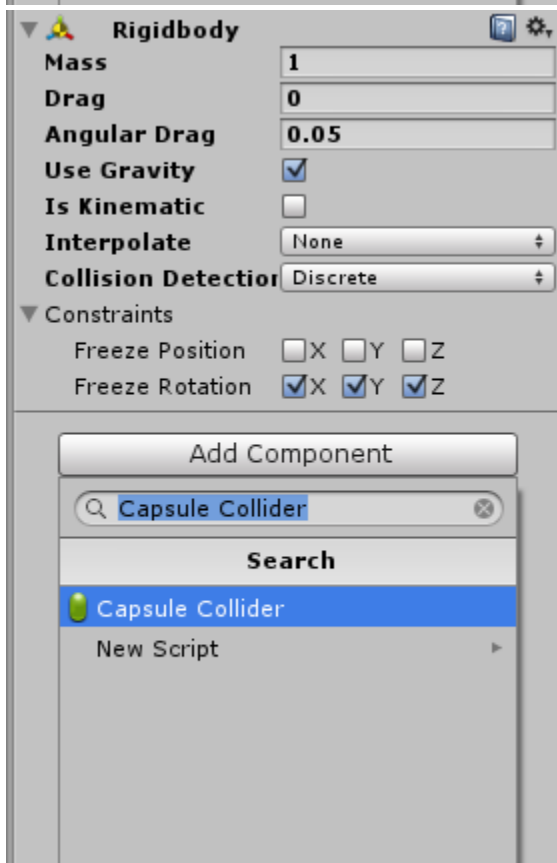 Rigidbody
Mass 1
Drag 0
Angular Drag 0.05
Use Gravity
Is Kinematic
Interpolate None
Collision Detection Discrete
Constraints
Freeze Position X Y Z
Freeze Rotation X Y Z
Add Component
Capsule Collider
Search
Capsule Collider
New Script